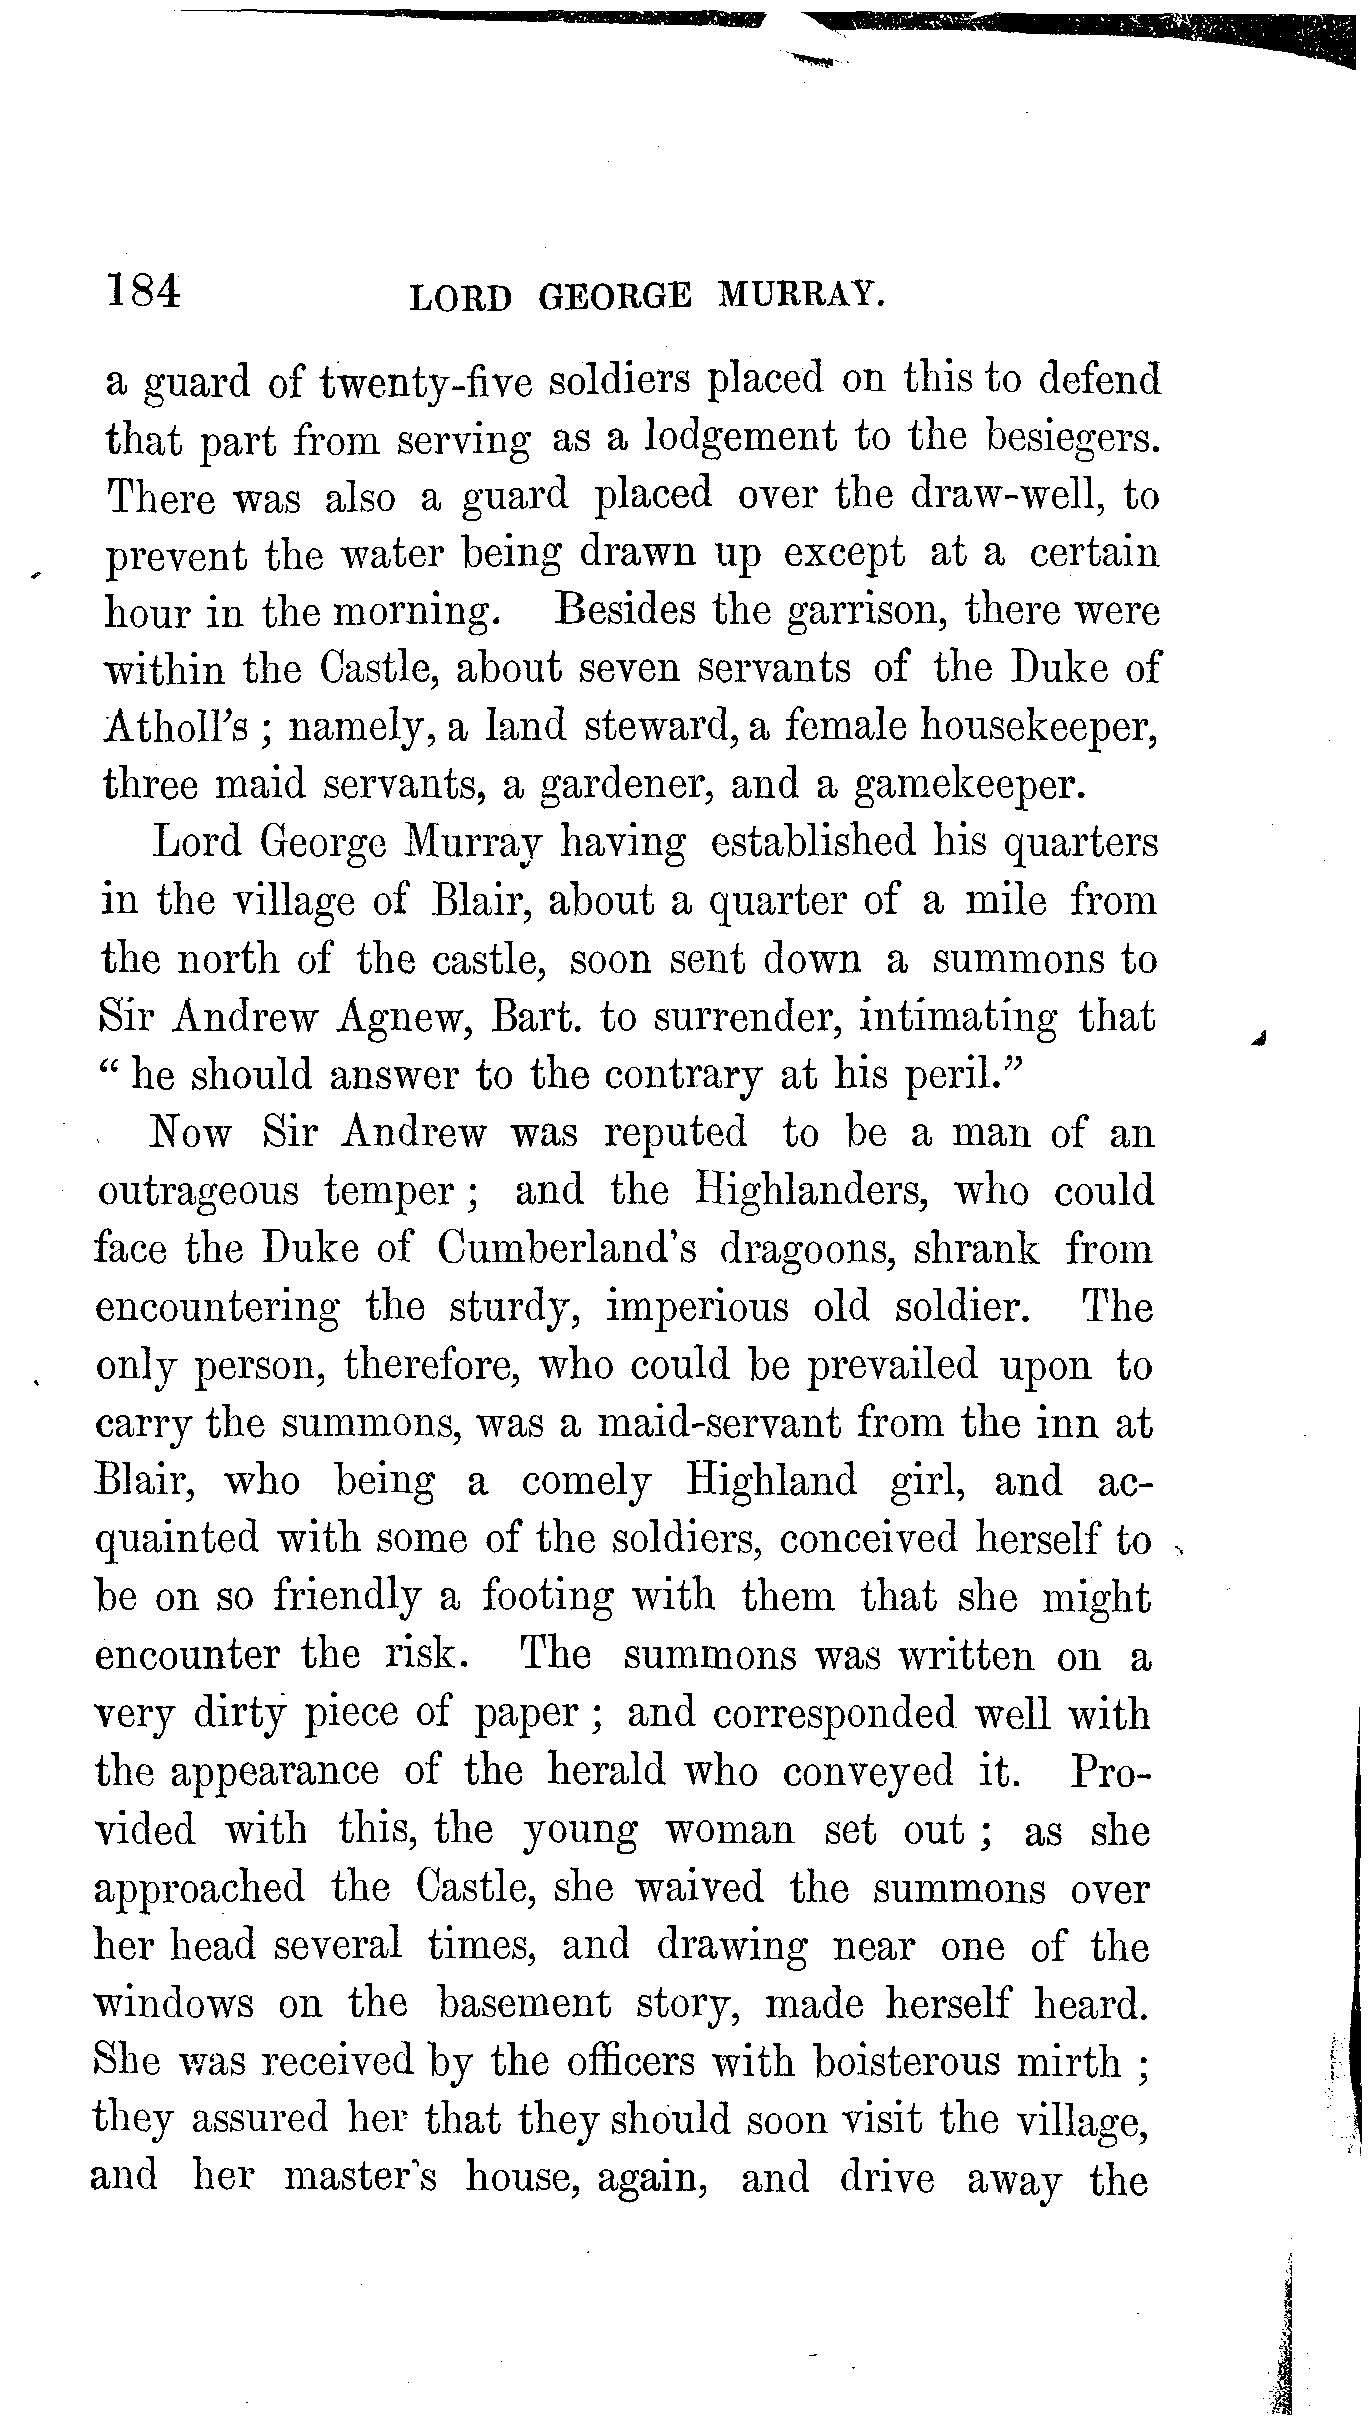 184 LORD GEORGE MURRAY.
a guard of twenty-five soldiers placed on this to defend
that part from serving as a lodgement to the besiegers.
There was also a guard placed over the draw-well, to
prevent the water being drawn up except at a certain
hour in the morning. Besides the garrison, there were
within the Castle, about seven servants of the Duke of
Atholl's ; namely, a land steward, a female housekeeper,
three maid servants, a gardener, and a gamekeeper.
Lord George Murray having established his quarters
in the village of Blair, about a quarter of a mile from
the north of the castle, soon sent down a summons to
Sir Andrew Agnew, Bart. to surrender, intimating that
“ he should answer to the contrary at his peril.”
Now Sir Andrew was reputed to be a man of an
outrageous temper ; and the Highlanders, who could
face the Duke of Cumberland's dragoons, shrank from
encountering the sturdy, imperious old soldier. The
only person, therefore, who could be prevailed upon to
carry the summons, was a maid-servant from the inn at
Blair, who being a comely Highland girl, and ac-
quainted with some of the soldiers, conceived herself to
be on so friendly a footing with them that she might
encounter the risk. The summons was written on a
very dirty piece of paper ; and corresponded well with
the appearance of the herald who conveyed it. Pro-
vided with this, the young woman set out ; as she
approached the Castle, she waived the summons over
her head several times, and drawing near one of the
windows on the basement story, made herself heard.
She was received by the officers with boisterous mirth ;
they assured her that they should soon visit the village,
and her master's house, again, and drive away the